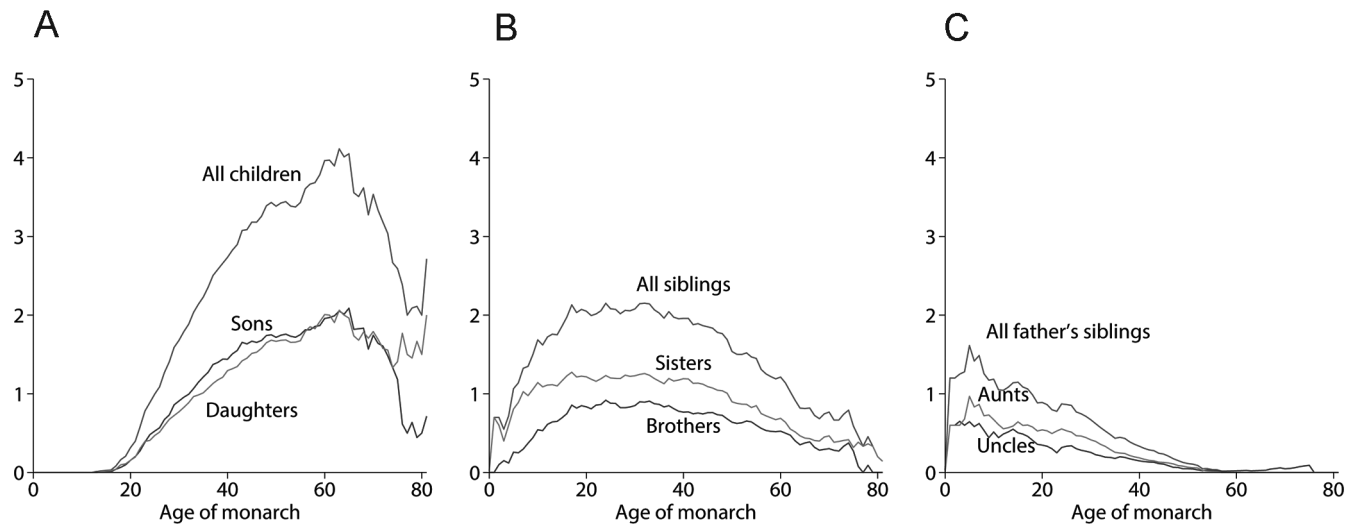 A
5
4
3
2
1
0
All children
Sons
Daughters
0 20 40 60 80
Age of monarch
B
5
4
3
2
1
0
All siblings
Sisters
Brothers
0 20 40 60 80
Age of monarch
C
5
4
3
2
1
0
All father’s siblings
Aunts
Uncles
0 20 40 60 80
Age of monarch